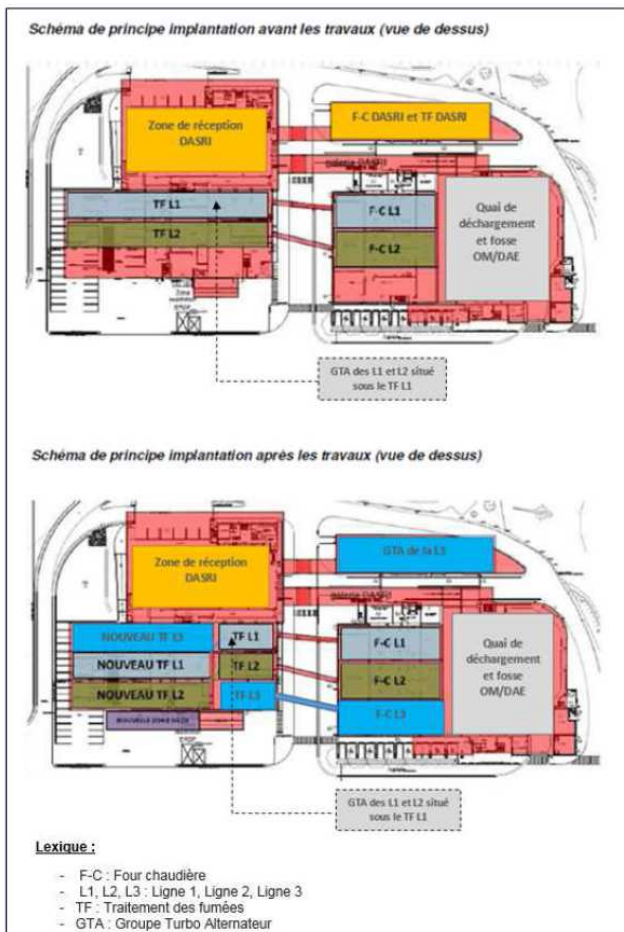 Schéma de principe implantation avant les travaux (vue de dessus)
Zone de réception
DASRI
F-C DASRI et TF DASRI
galerie DASRI
TF L1
TF L2
F-C L1
F-C L2
Quai de
déchargement
et fosse
OM/DAE
GTA des L1 et L2 situé
sous le TF L1
Schéma de principe implantation après les travaux (vue de dessus)
Zone de réception
DASRI
GTA de la L3
galerie DASRI
NOUVEAU TF L3
NOUVEAU TF L1
NOUVEAU TF L2
TF L1
TF L2
TF L3
F-C L1
F-C L2
F-C L3
Quai de
déchargement
et fosse
OM/DAE
GTA des L1 et L2 situé
sous le TF L1
Lexique :
- F-C : Four chaudière
- L1, L2, L3 : Ligne 1, Ligne 2, Ligne 3
- TF : Traitement des fumées
- GTA : Groupe Turbo Alternateur